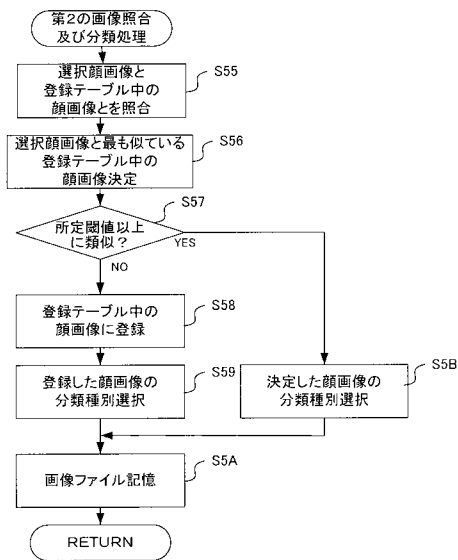 第2の画像照合
及び分類処理
選択顔画像と
登録テーブル中の
顔画像とを照合
S55
選択顔画像と最も似ている
登録テーブル中の
顔画像決定
S56
所定閾値以上
に類似？
S57
YES
NO
登録テーブル中の
顔画像に登録
S58
登録した顔画像の
分類種別選択
S59
決定した顔画像の
分類種別選択
S5B
画像ファイル記憶
S5A
RETURN